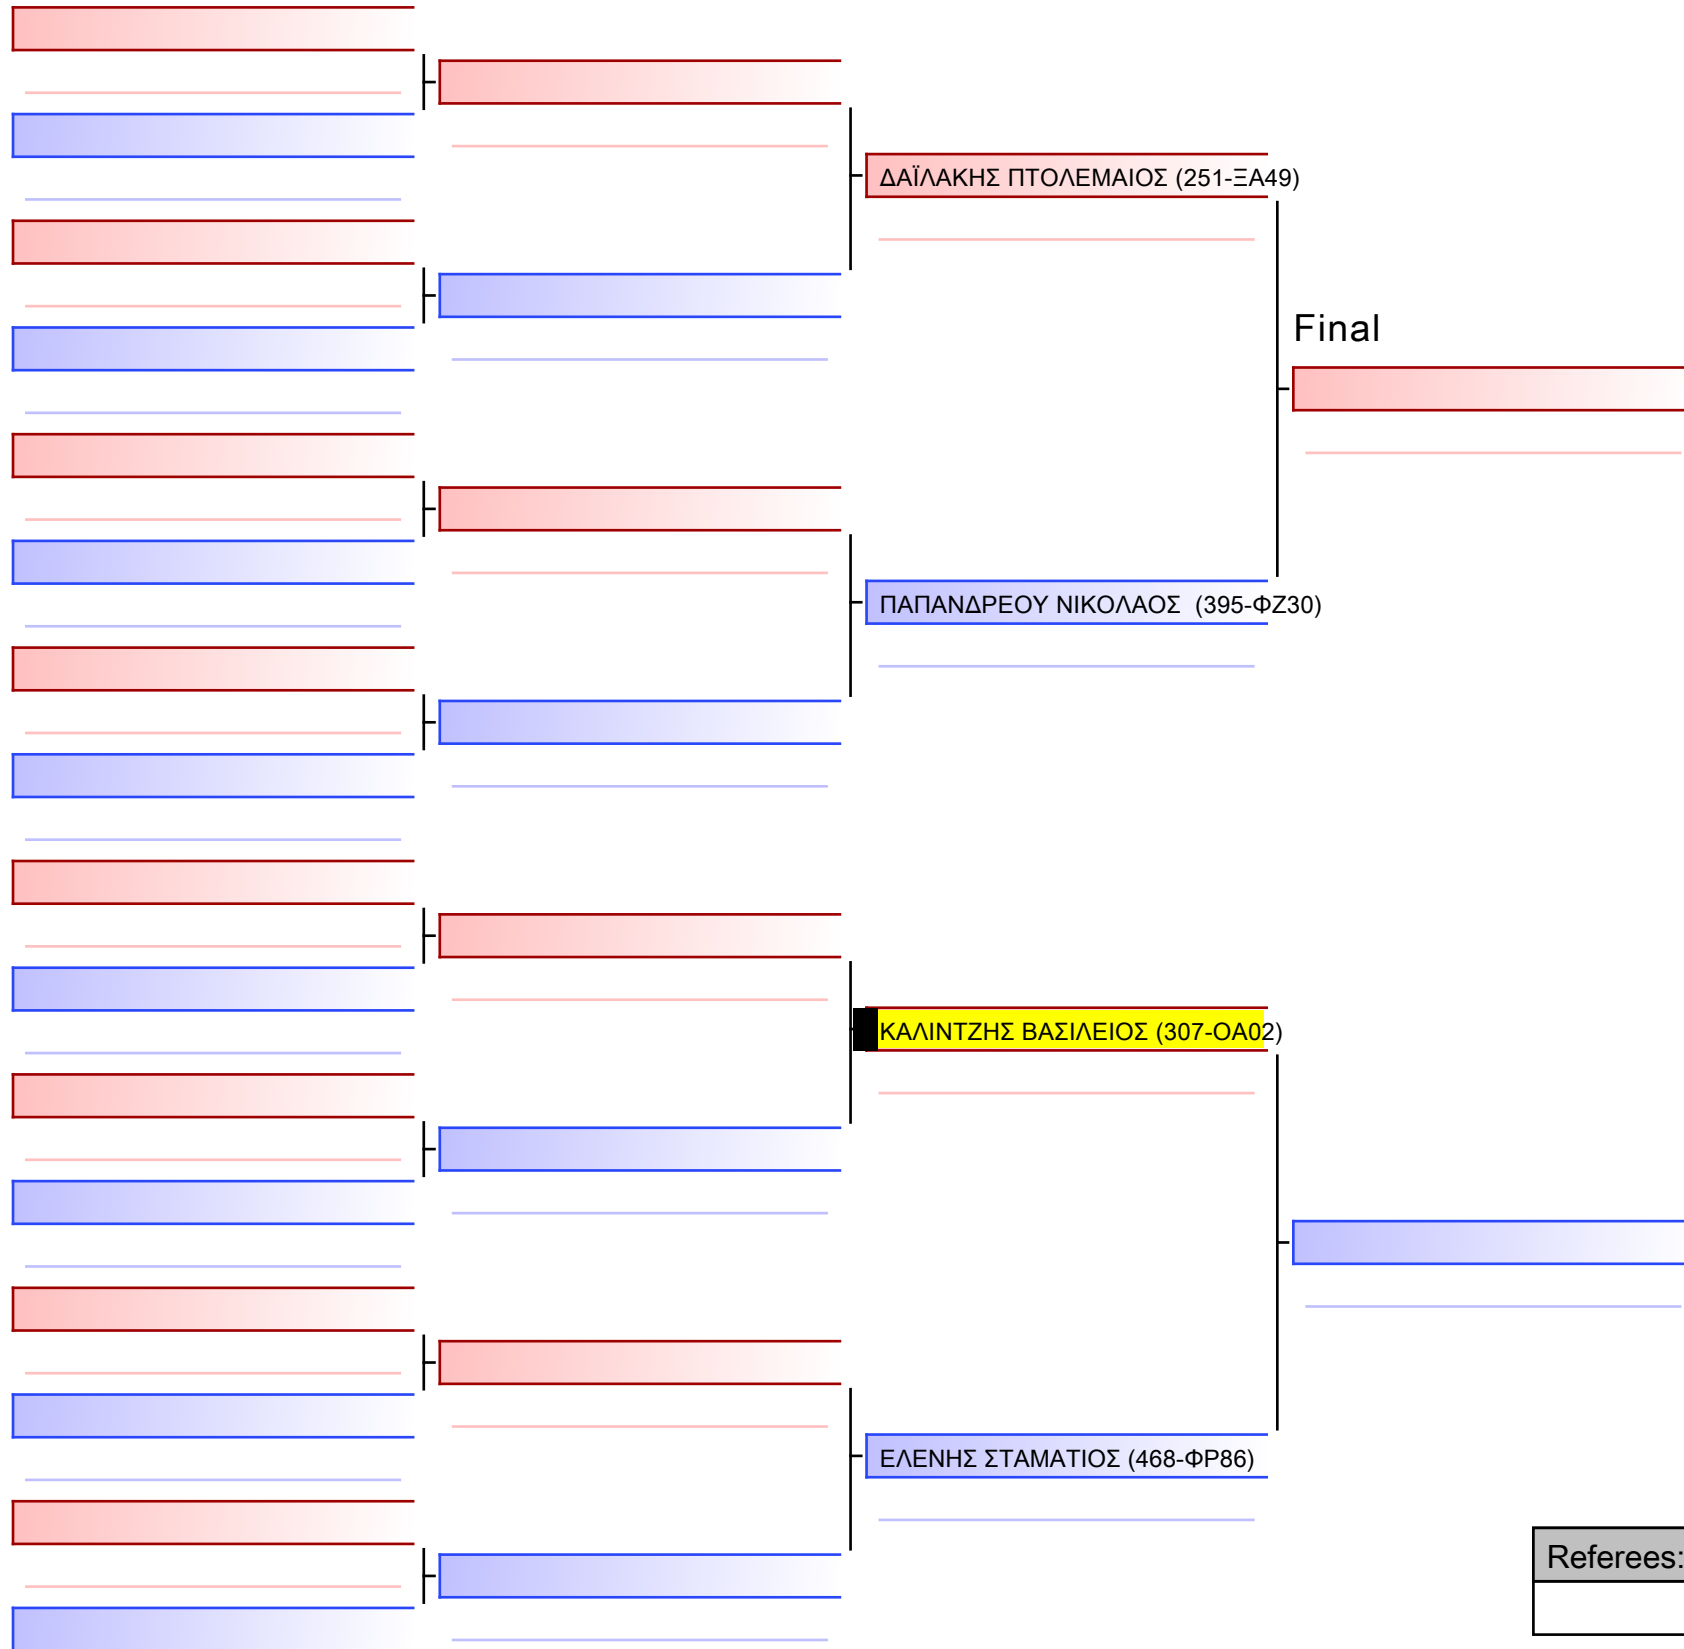 ΔΑΪΛΑΚΗΣ ΠΤΟΛΕΜΑΙΟΣ (251-ΞΑ49)
Final
ΠΑΠΑΝΔΡΕΟΥ ΝΙΚΟΛΑΟΣ (395-ΦΖ30)
ΚΑΛΙΝΤΖΗΣ ΒΑΣΙΛΕΙΟΣ (307-ΟΑ02)
ΕΛΕΝΗΣ ΣΤΑΜΑΤΙΟΣ (468-ΦΡ86)
Referees: